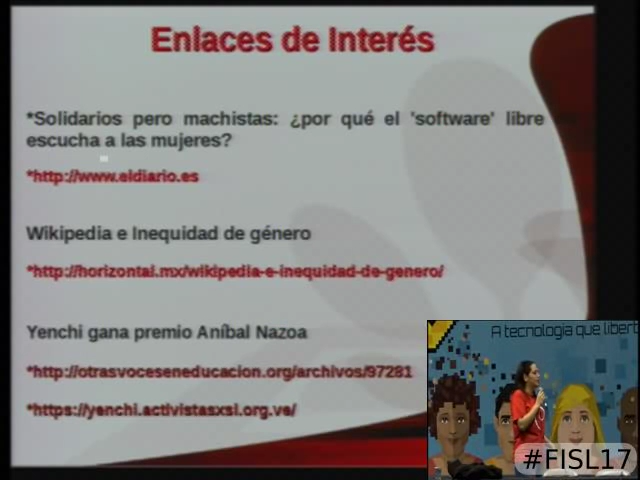 Enlaces de Interés
*Solidarios pero machistas: ¿por qué el 'software' libre
escucha a las mujeres?
*http://www.eldiario.es
Wikipedia e Inequidad de género
*http://horizontal.mx/wikipedia-e-inequidad-de-genero/
Yenchi gana premio Aníbal Nazoa
*http://otrasvoceseneducacion.org/archivos/97281
*https://yenchi.activistasxsl.org.ve/
A tecnologia que libert
#FISL17